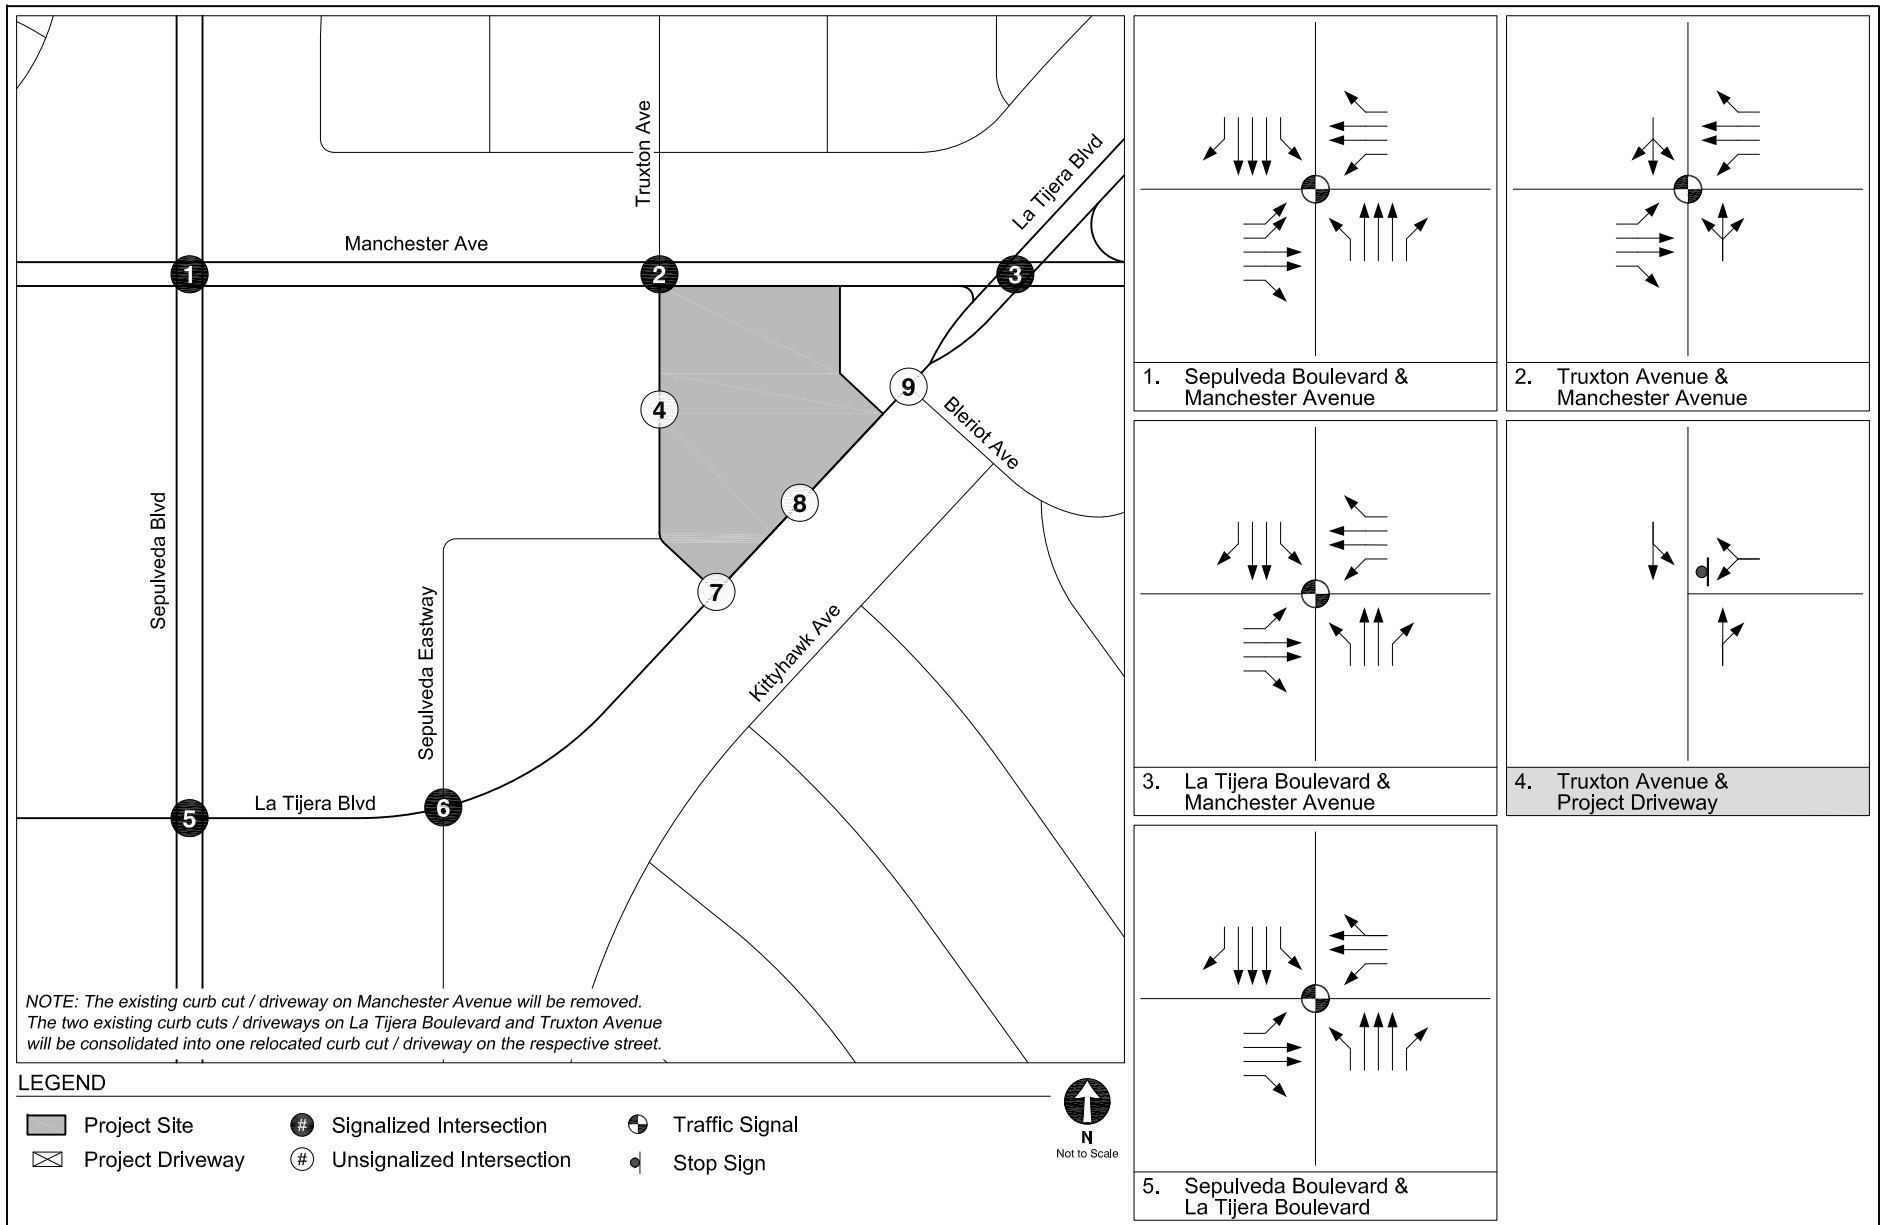 Truxton Ave
La Tijera Blvd
Manchester Ave
1
2
3
4
9
Bleriot Ave
8
Sepulveda Blvd
7
Sepulveda Eastway
Kittyhawk Ave
La Tijera Blvd
5
6
NOTE: The existing curb cut / driveway on Manchester Avenue will be removed.
The two existing curb cuts / driveways on La Tijera Boulevard and Truxton Avenue
will be consolidated into one relocated curb cut / driveway on the respective street.
LEGEND
Project Site
# Signalized Intersection
Traffic Signal
Project Driveway
# Unsignalized Intersection
Stop Sign
N
Not to Scale
1. Sepulveda Boulevard &
Manchester Avenue
2. Truxton Avenue &
Manchester Avenue
3. La Tijera Boulevard &
Manchester Avenue
4. Truxton Avenue &
Project Driveway
5. Sepulveda Boulevard &
La Tijera Boulevard